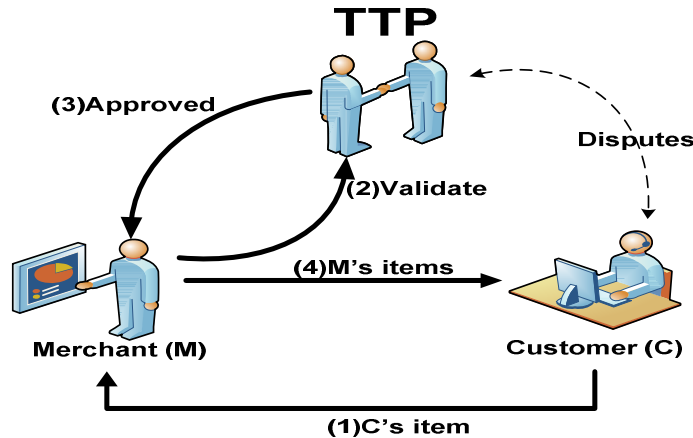 TTP
(3)Approved
Disputes
(2)Validate
(4)M's items
Merchant (M)
Customer (C)
(1)C's item